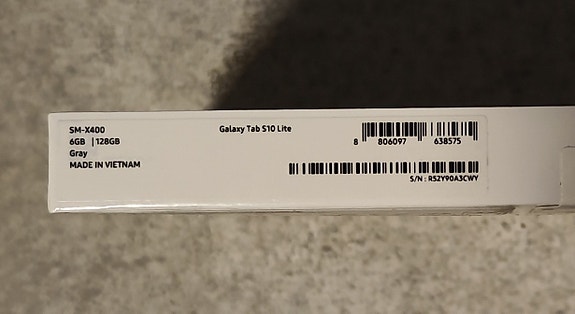 SM-X400
6GB | 128GB
Gray
MADE IN VIETNAM
Galaxy Tab S10 Lite
8 806097 638575
S/N : R52Y90A3CWY